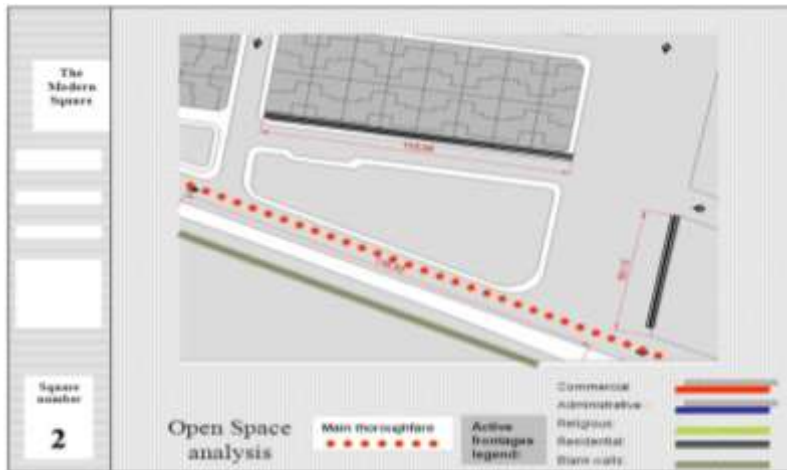 The
Modern
Square
Square
number
2
Open Space
analysis
Main thoroughfare
Active
frontages
legend:
Commercial
Administrative
Religious
Residential
Blank walls